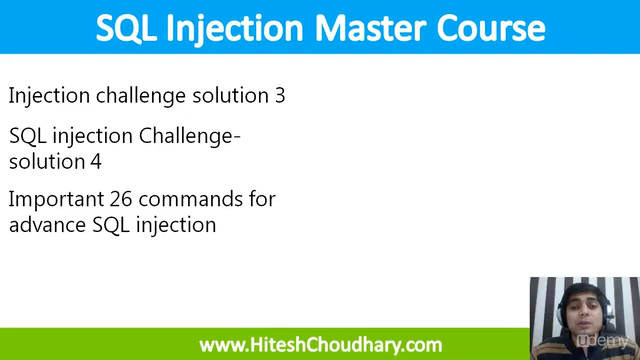 SQL Injection Master Course
Injection challenge solution 3
SQL injection Challenge-
solution 4
Important 26 commands for
advance SQL injection
ûdemy
www.HiteshChoudhary.com